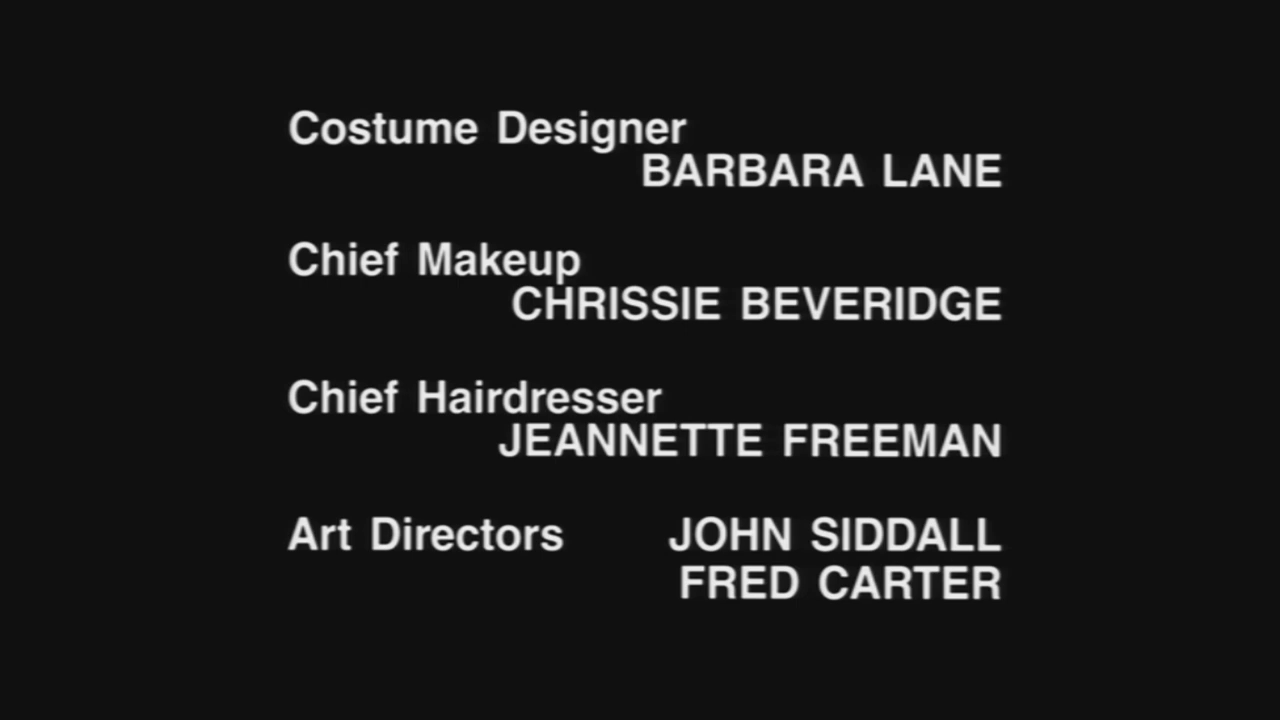 Costume Designer
BARBARA LANE
Chief Makeup
CHRISSIE BEVERIDGE
Chief Hairdresser
JEANNETTE FREEMAN
Art Directors JOHN SIDDALL
FRED CARTER